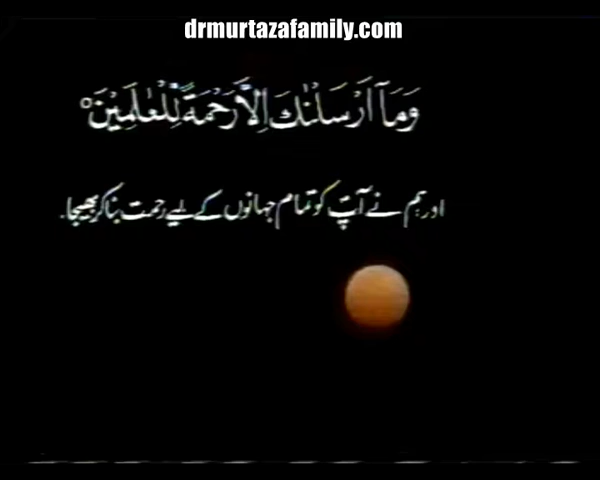 drmurtazafamily.com
وَمَآ اَرْسَلْنٰكَ اِلَّا رَحْمَةً لِّلْعٰلَمِيْنَ ○
اور ہم نے آپؐ کو تمام جہانوں کے لیے رحمت بنا کر بھیجا۔